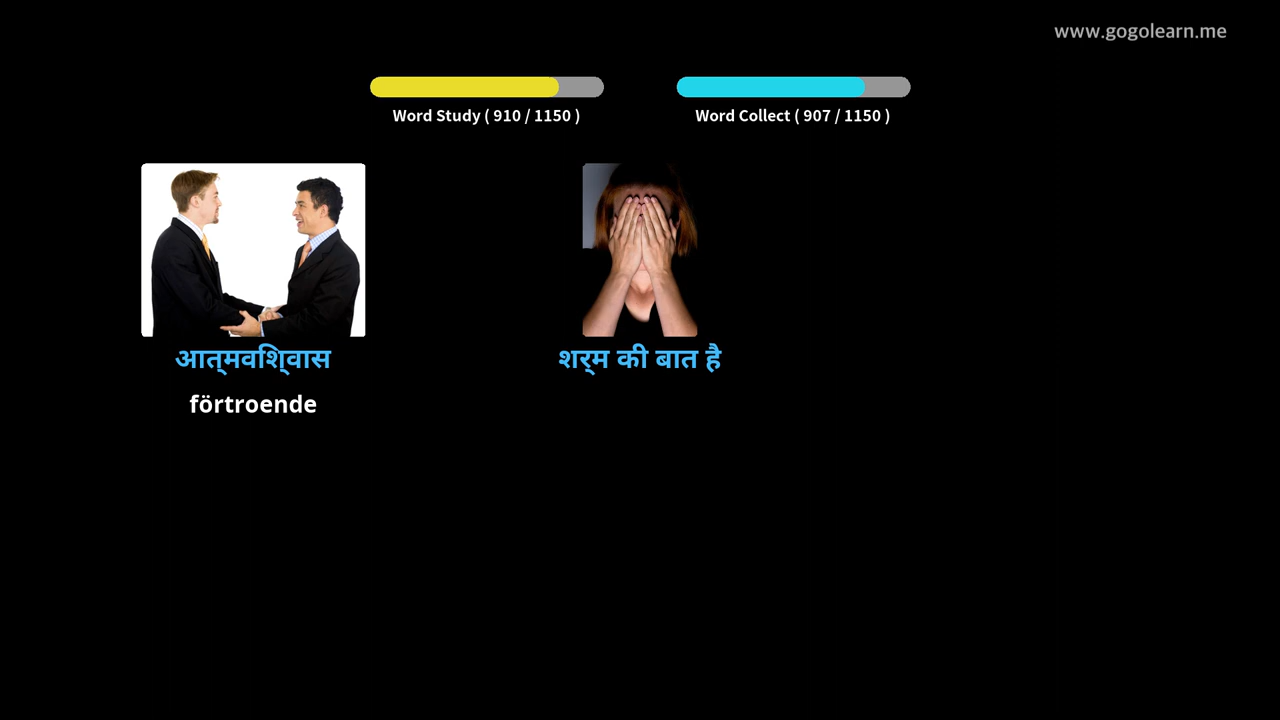 www.gogolearn.me
Word Study ( 910 / 1150 )
Word Collect ( 907 / 1150 )
आत्मविश्वास
förtroende
शर्म की बात है